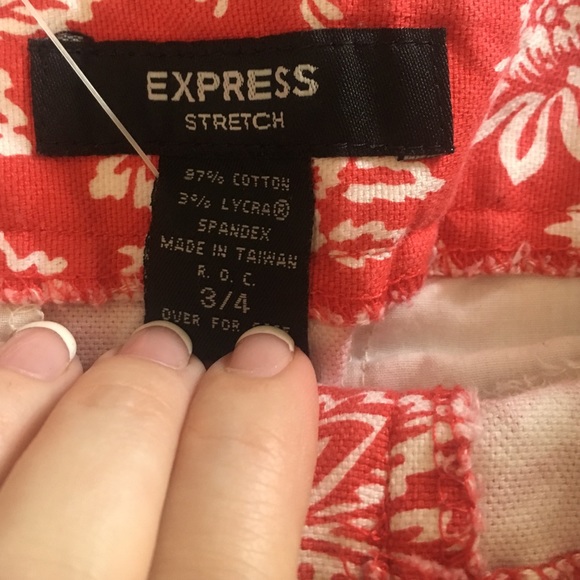 EXPRESS
STRETCH
97% COTTON
3% LYCRA®
SPANDEX
MADE IN TAIWAN
R. O. C.
3/4
OVER FOR